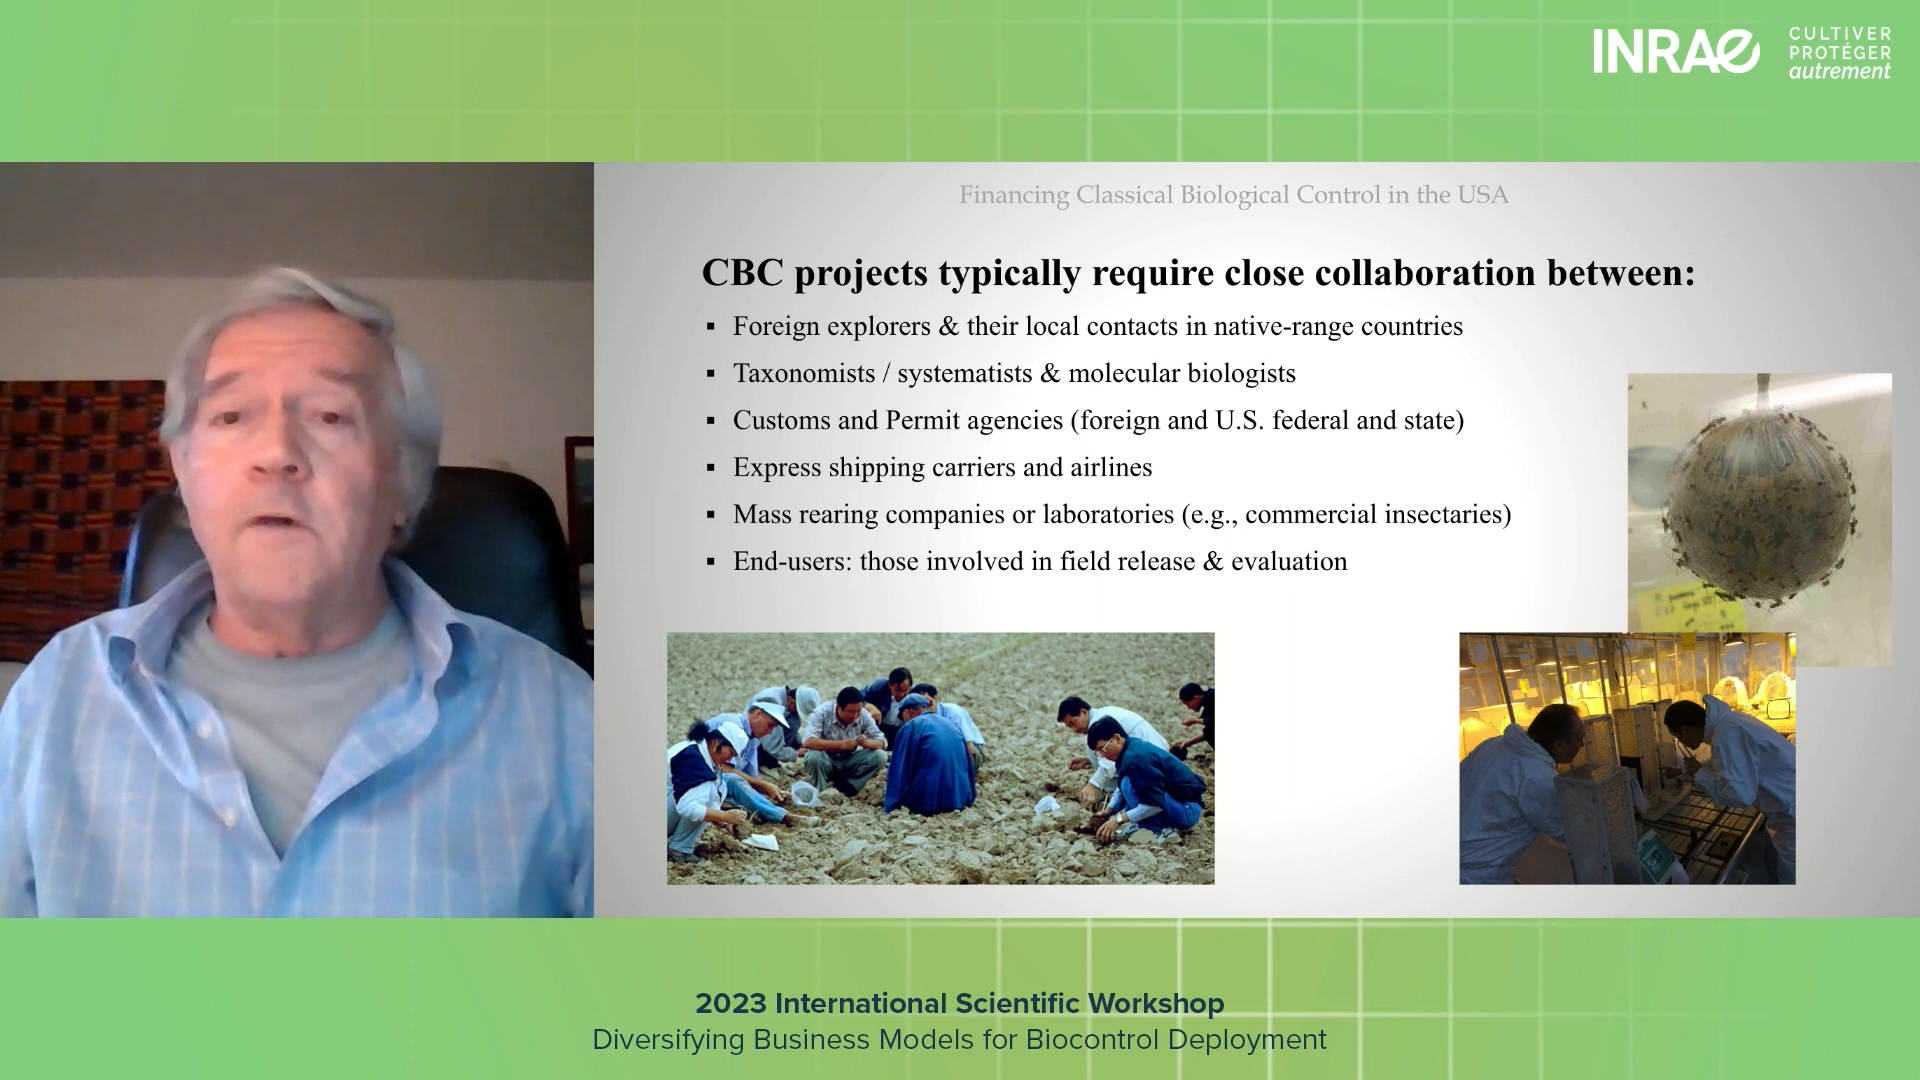 INRAE
CULTIVER
PROTÉGER
autrement
Financing Classical Biological Control in the USA
CBC projects typically require close collaboration between:
▪ Foreign explorers & their local contacts in native-range countries
▪ Taxonomists / systematists & molecular biologists
▪ Customs and Permit agencies (foreign and U.S. federal and state)
▪ Express shipping carriers and airlines
▪ Mass rearing companies or laboratories (e.g., commercial insectaries)
▪ End-users: those involved in field release & evaluation
2023 International Scientific Workshop
Diversifying Business Models for Biocontrol Deployment